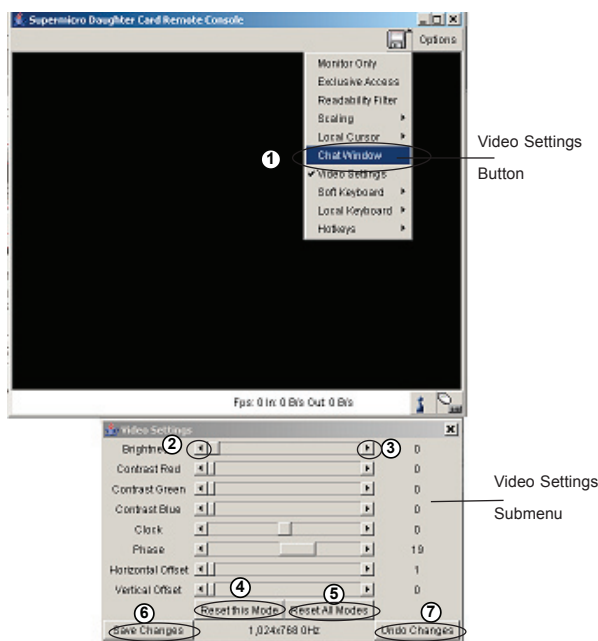 Supermicro Daughter Card Remote Console
Options
Monitor Only
Exclusive Access
Readability Filter
Scaling
Local Cursor
1 Chat Window
Video Settings
Button
Video Settings
Soft Keyboard
Local Keyboard
Hotkeys
Fps: 0 In: 0 B/s Out: 0 B/s
Video Settings
Brightness 2 3 0
Contrast Red 0
Contrast Green 0
Contrast Blue 0
Clock 0
Phase 19
Horizontal Offset 1
Vertical Offset 0
Video Settings
Submenu
4 5
Reset this Mode Reset All Modes
6 7
Save Changes 1,024x768 0Hz Undo Changes